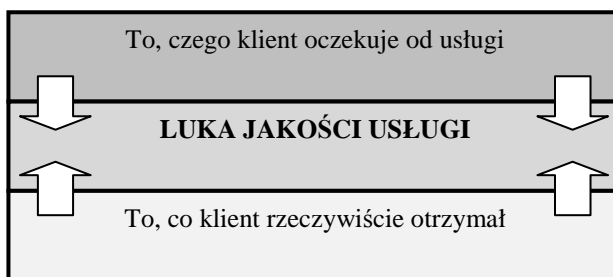 To, czego klient oczekuje od usługi
LUKA JAKOŚCI USŁUGI
To, co klient rzeczywiście otrzymał